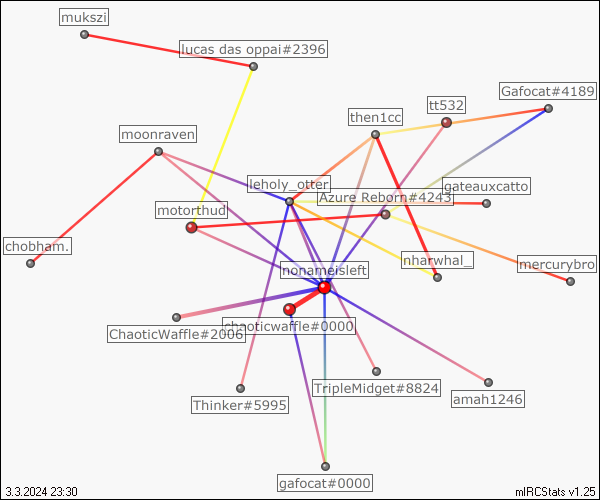 mukszi
lucas das oppai#2396
Gafocat#4189
tt532
then1cc
moonraven
leholy_otter
gateauxcatto
Azure Reborn#4243
motorthud
chobham.
nharwhal_
mercurybro
nonameisleft
chaoticwaffle#0000
ChaoticWaffle#2006
TripleMidget#8824
amah1246
Thinker#5995
gafocat#0000
3.3.2024 23:30
mIRCStats v1.25